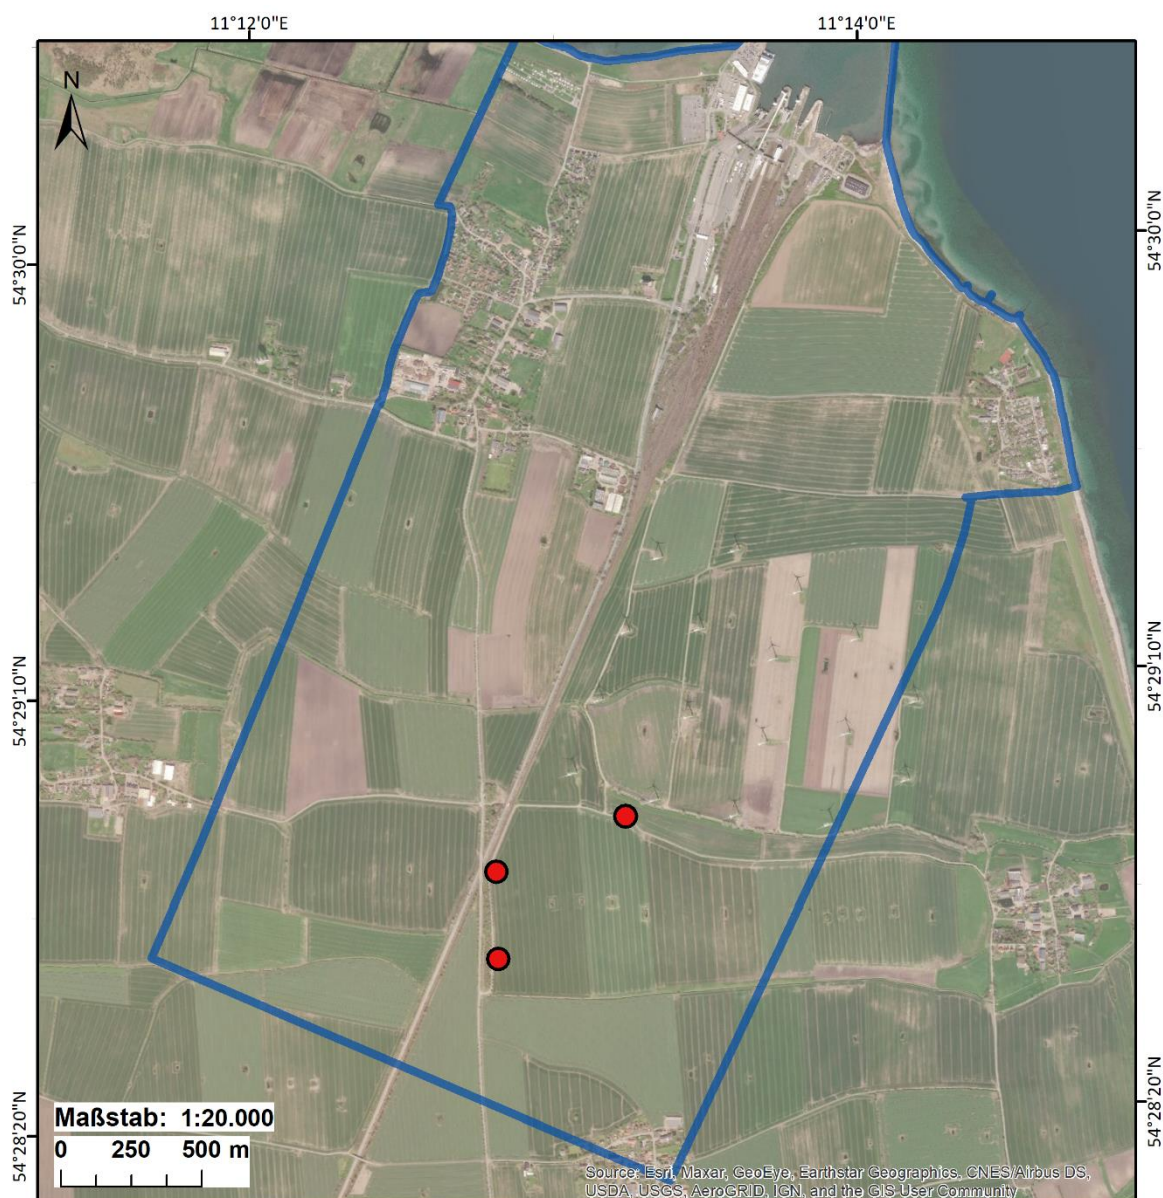 11°12'0"E
11°14'0"E
N
54°30'0"N
54°30'0"N
54°29'10"N
54°29'10"N
54°28'20"N
54°28'20"N
Maßstab: 1:20.000
0 250 500 m
Source: Esri, Maxar, GeoEye, Earthstar Geographics, CNES/Airbus DS,
USDA, USGS, AeroGRID, IGN, and the GIS User Community